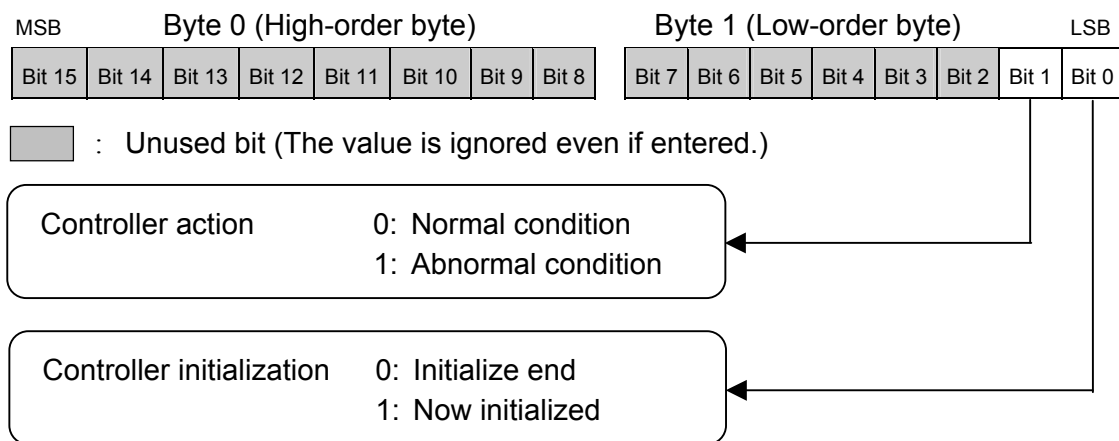 MSB Byte 0 (High-order byte) Byte 1 (Low-order byte) LSB
Bit 15 Bit 14 Bit 13 Bit 12 Bit 11 Bit 10 Bit 9 Bit 8 Bit 7 Bit 6 Bit 5 Bit 4 Bit 3 Bit 2 Bit 1 Bit 0
: Unused bit (The value is ignored even if entered.)
Controller action 0: Normal condition
1: Abnormal condition
Controller initialization 0: Initialize end
1: Now initialized